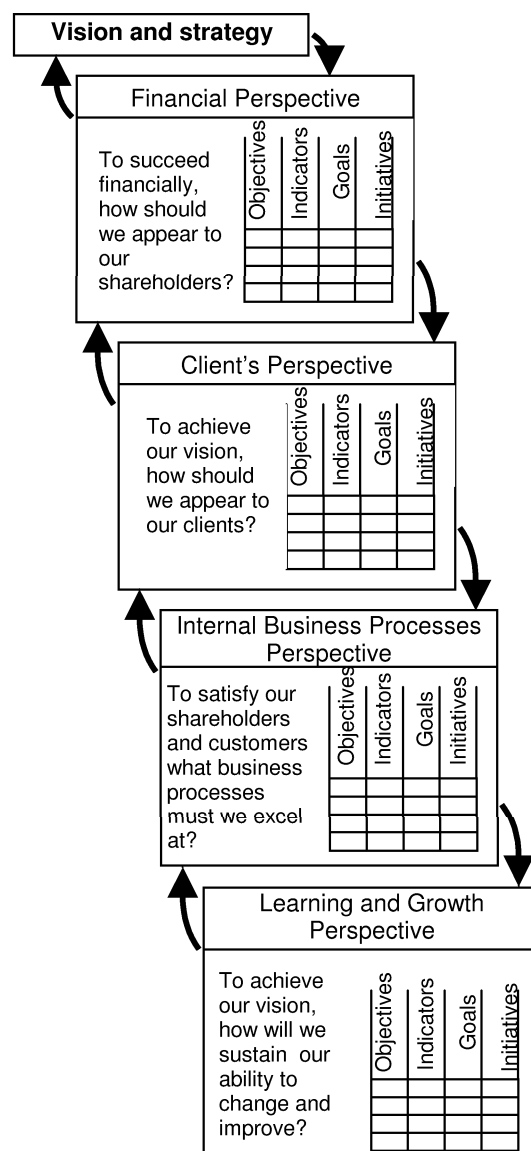 Vision and strategy
Financial Perspective
To succeed
financially,
how should
we appear to
our
shareholders?
Objectives
Indicators
Goals
Initiatives
Client's Perspective
To achieve
our vision,
how should
we appear to
our clients?
Objectives
Indicators
Goals
Initiatives
Internal Business Processes
Perspective
To satisfy our
shareholders
and customers
what business
processes
must we excel
at?
Objectives
Indicators
Goals
Initiatives
Learning and Growth
Perspective
To achieve
our vision,
how will we
sustain our
ability to
change and
improve?
Objectives
Indicators
Goals
Initiatives